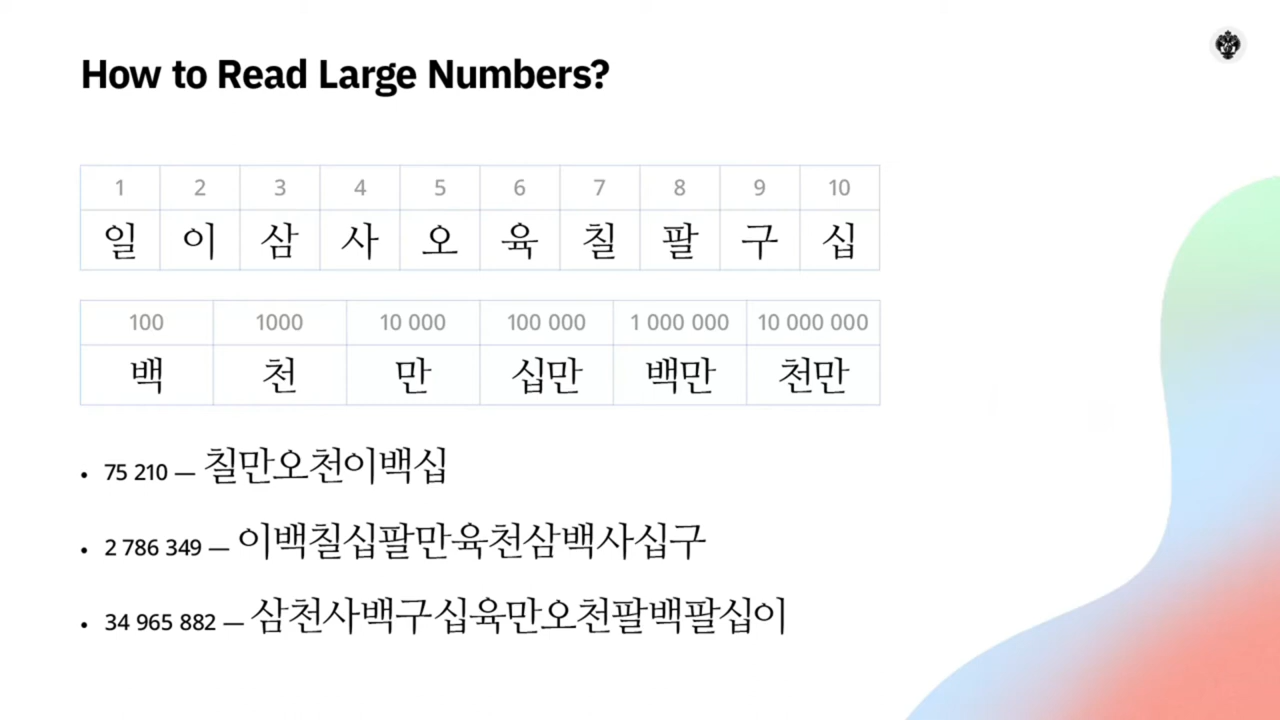 How to Read Large Numbers?
1 2 3 4 5 6 7 8 9 10
일 이 삼 사 오 육 칠 팔 구 십
100 1000 10 000 100 000 1 000 000 10 000 000
백 천 만 십만 백만 천만
• 75 210 — 칠만오천이백십
• 2 786 349 — 이백칠십팔만육천삼백사십구
• 34 965 882 — 삼천사백구십육만오천팔백팔십이